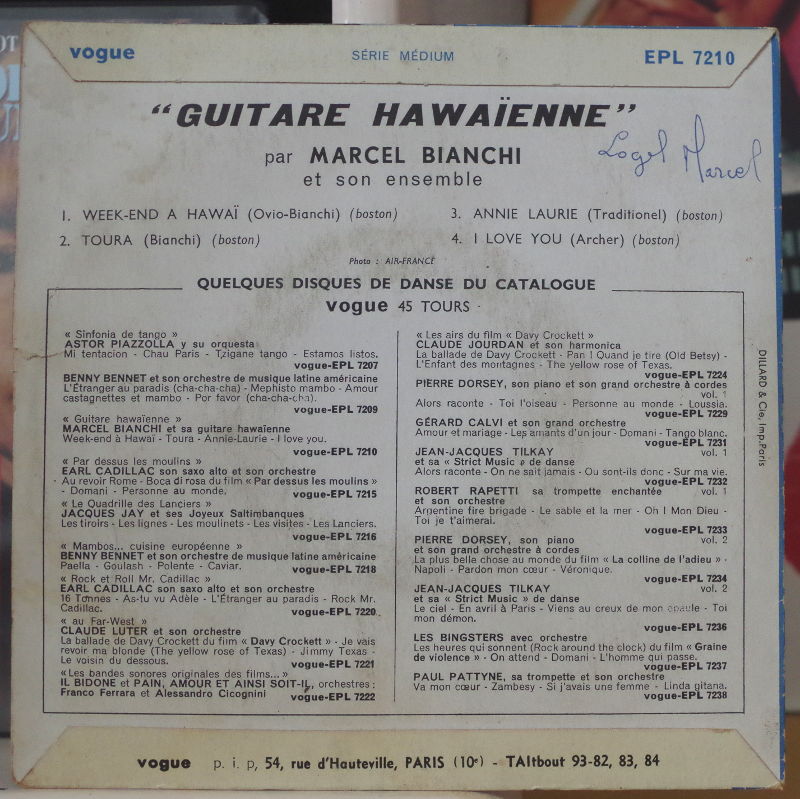 vogue SÉRIE MÉDIUM EPL 7210
"GUITARE HAWAÏENNE"
par MARCEL BIANCHI
et son ensemble
Logel Marcel
1. WEEK-END A HAWAÏ (Ovio-Bianchi) (boston)
2. TOURA (Bianchi) (boston)
3. ANNIE LAURIE (Traditionel) (boston)
4. I LOVE YOU (Archer) (boston)
Photo : AIR-FRANCE
QUELQUES DISQUES DE DANSE DU CATALOGUE
vogue 45 TOURS
« Sinfonia de tango »
ASTOR PIAZZOLLA y su orquesta
Mi tentacion - Chau Paris - Tzigane tango - Estamos listos.
vogue-EPL 7207
BENNY BENNET et son orchestre de musique latine américaine
L'Étranger au paradis (cha-cha-cha) - Mephisto mambo - Amour
castagnettes et mambo - Por favor (cha-cha-cha).
vogue-EPL 7209
« Guitare hawaïenne »
MARCEL BIANCHI et sa guitare hawaïenne
Week-end à Hawaï - Toura - Annie-Laurie - I love you.
vogue-EPL 7210
« Par dessus les moulins »
EARL CADILLAC son saxo alto et son orchestre
Au revoir Rome - Boca di rosa du film « Par dessus les moulins »
- Domani - Personne au monde. vogue-EPL 7215
« Le Quadrille des Lanciers »
JACQUES JAY et ses Joyeux Saltimbanques
Les tiroirs - Les lignes - Les moulinets - Les visites - Les Lanciers.
vogue-EPL 7216
« Mambos... cuisine européenne »
BENNY BENNET et son orchestre de musique latine américaine
Paella - Goulash - Polente - Caviar. vogue-EPL 7218
« Rock et Roll Mr. Cadillac »
EARL CADILLAC son saxo alto et son orchestre
16 Tonnes - As-tu vu Adèle - L'Étranger au paradis - Rock Mr.
Cadillac. vogue-EPL 7220
« au Far-West »
CLAUDE LUTER et son orchestre
La ballade de Davy Crockett du film « Davy Crockett » - Je vais
revoir ma blonde (The yellow rose of Texas) - Jimmy Texas -
Le voisin du dessous. vogue-EPL 7221
«Les bandes sonores originales des films...»
IL BIDONE et PAIN, AMOUR ET AINSI SOIT-IL, orchestres :
Franco Ferrara et Alessandro Cicognini vogue-EPL 7222
« Les airs du film « Davy Crockett »
CLAUDE JOURDAN et son harmonica
La ballade de Davy Crockett - Pan ! Quand je tire (Old Betsy) -
L'Enfant des montagnes - The yellow rose of Texas.
vogue-EPL 7224
PIERRE DORSEY, son piano et son grand orchestre à cordes
vol. 1
Alors raconte - Toi l'oiseau - Personne au monde - Loussia.
vogue-EPL 7229
GÉRARD CALVI et son grand orchestre
Amour et mariage - Les amants d'un jour - Domani - Tango blanc.
vogue-EPL 7231
JEAN-JACQUES TILKAY vol. 1
et sa « Strict Music » de danse
Alors raconte - On ne sait jamais - Ou sont-ils donc - Sur ma vie.
vogue-EPL 7232
ROBERT RAPETTI sa trompette enchantée vol. 1
et son orchestre
Argentine fire brigade - Le sable et la mer - Oh ! Mon Dieu -
Toi je t'aimerai.
vogue-EPL 7233
PIERRE DORSEY, son piano vol. 2
et son grand orchestre à cordes
La plus belle chose au monde du film « La colline de l'adieu » -
Napoli - Pardon mon cœur - Véronique.
vogue-EPL 7234
JEAN-JACQUES TILKAY vol. 2
et sa « Strict Music » de danse
Le ciel - En avril à Paris - Viens au creux de mon épaule - Toi
mon démon.
vogue-EPL 7236
LES BINGSTERS avec orchestre
Les heures qui sonnent (Rock around the clock) du film « Graine
de violence » - On attend - Domani - L'homme qui passe.
vogue-EPL 7237
PAUL PATTYNE, sa trompette et son orchestre
Va mon cœur - Zambesy - Si j'avais une femme - Linda gitana.
vogue-EPL 7238
DILLARD & Cie, Imp. Paris
vogue p. i. p, 54, rue d'Hauteville, PARIS (10e) - TAItbout 93-82, 83, 84